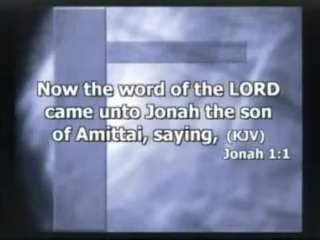 Now the word of the LORD
came unto Jonah the son
of Amittai, saying, (KJV)
Jonah 1:1